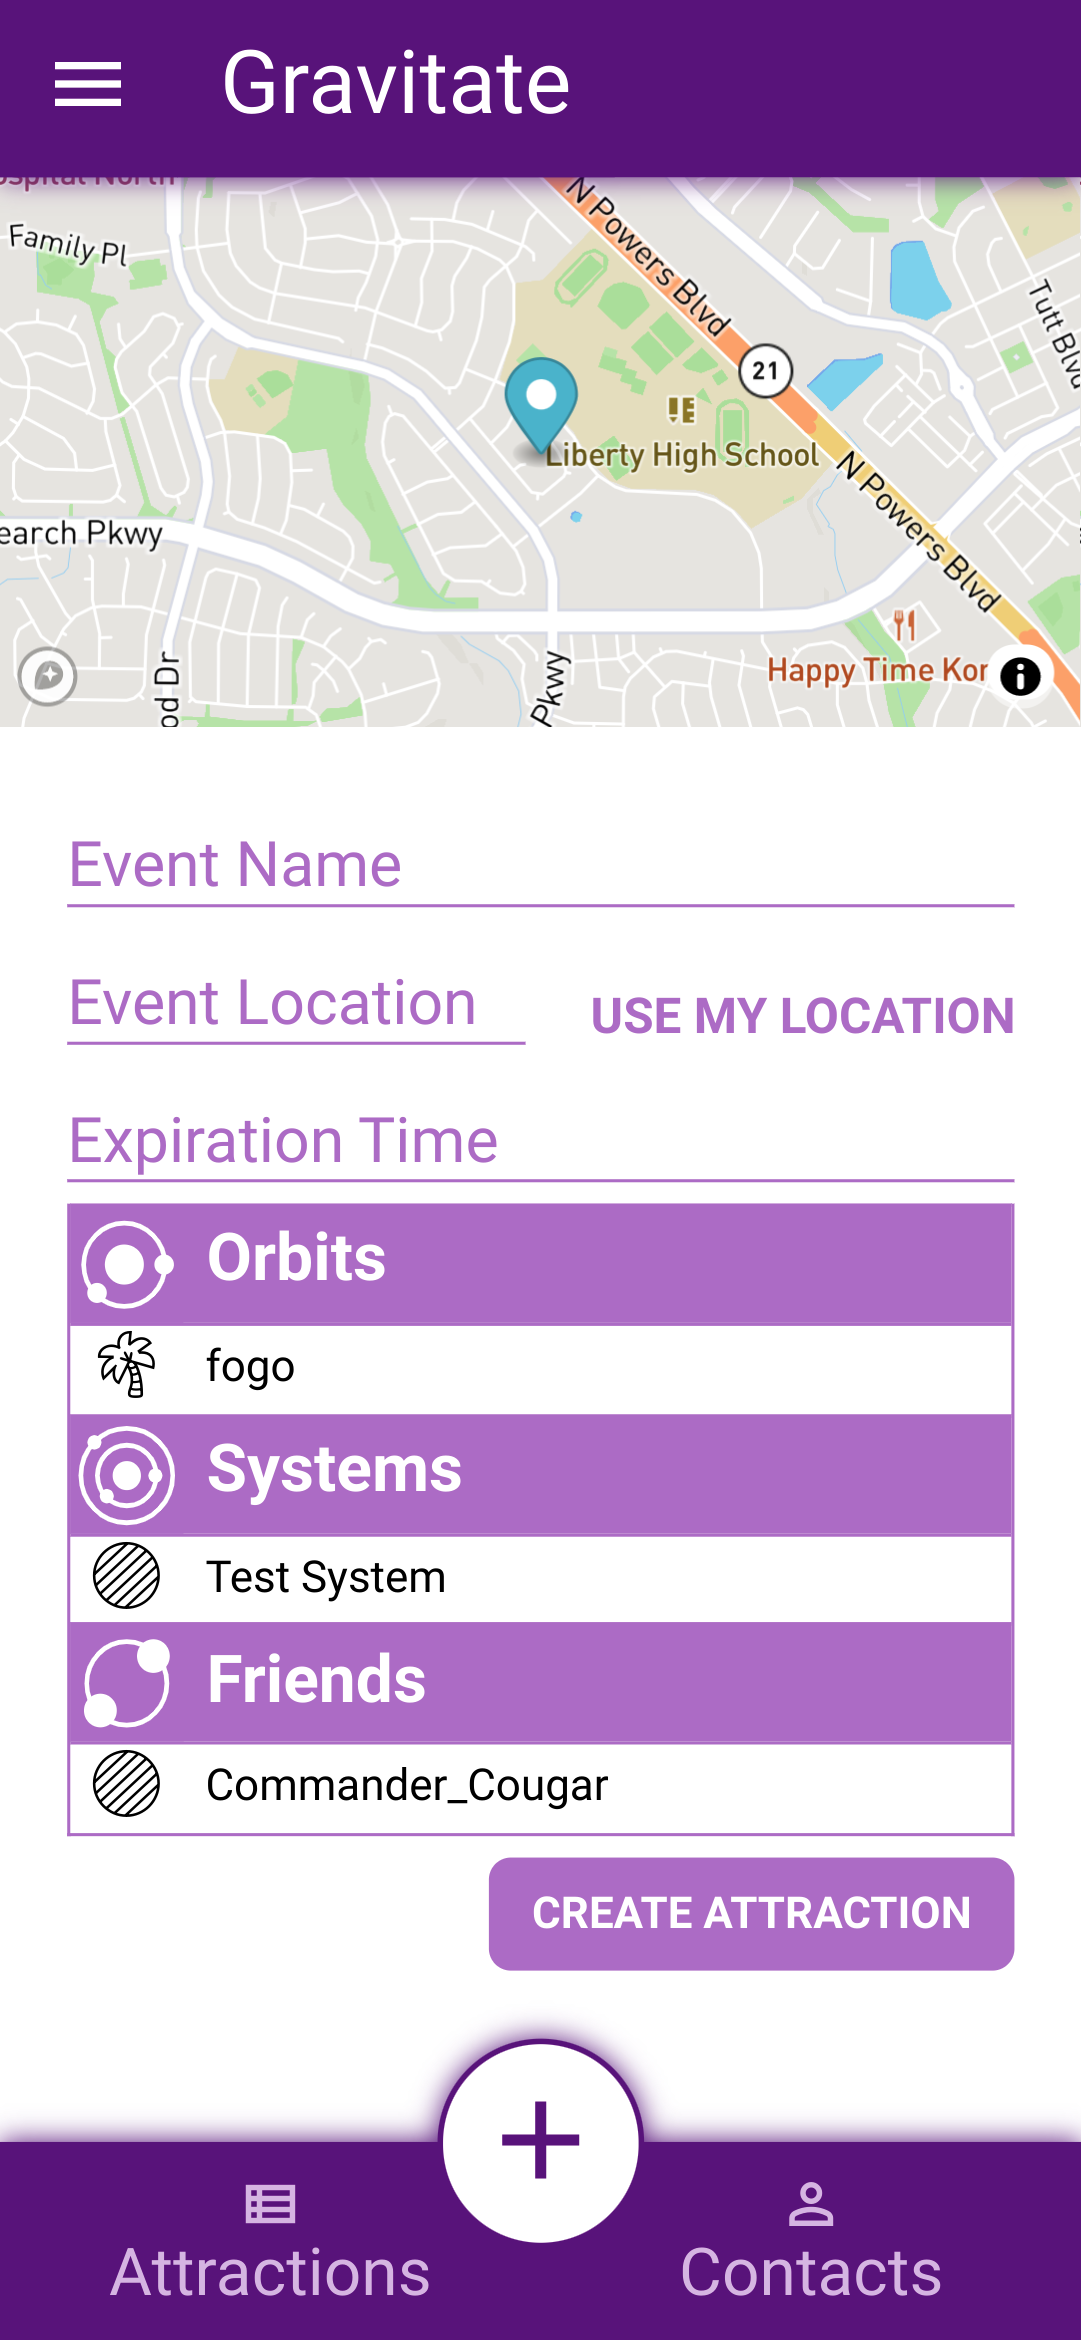 Gravitate
ospital North
Family Pl
N Powers Blvd
Tutt Blvd
21
Liberty High School
N Powers Blvd
earch Pkwy
Happy Time Kor
od Dr
Pkwy
Event Name
Event Location
USE MY LOCATION
Expiration Time
Orbits
fogo
Systems
Test System
Friends
Commander_Cougar
CREATE ATTRACTION
Attractions
Contacts